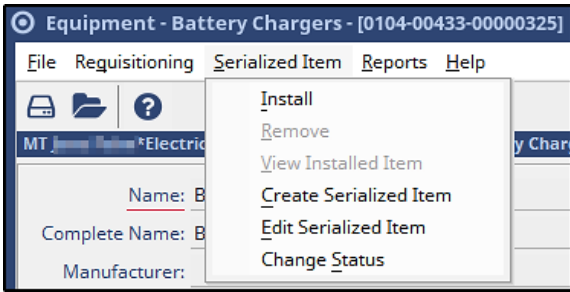 Equipment - Battery Chargers - [0104-00433-00000325]
File Requisitioning Serialized Item Reports Help
Install
Remove
MT *Electric y Charg
View Installed Item
Name: B
Create Serialized Item
Complete Name: B
Edit Serialized Item
Manufacturer:
Change Status